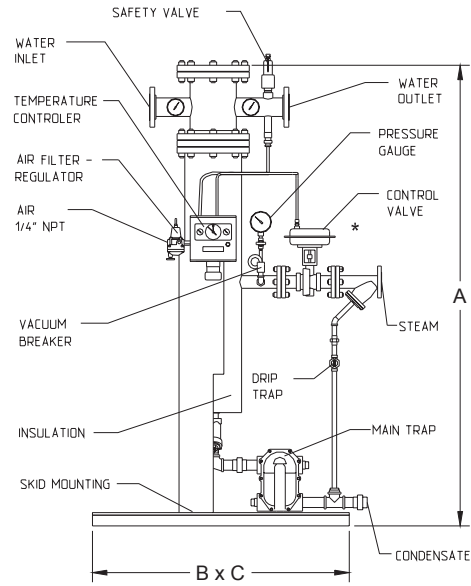 SAFETY VALVE
WATER
INLET
WATER
OUTLET
TEMPERATURE
CONTROLER
PRESSURE
GAUGE
AIR FILTER -
REGULATOR
CONTROL
VALVE
*
AIR
1/4" NPT
A
VACUUM
BREAKER
STEAM
DRIP
TRAP
INSULATION
MAIN TRAP
SKID MOUNTING
CONDENSATE
B x C